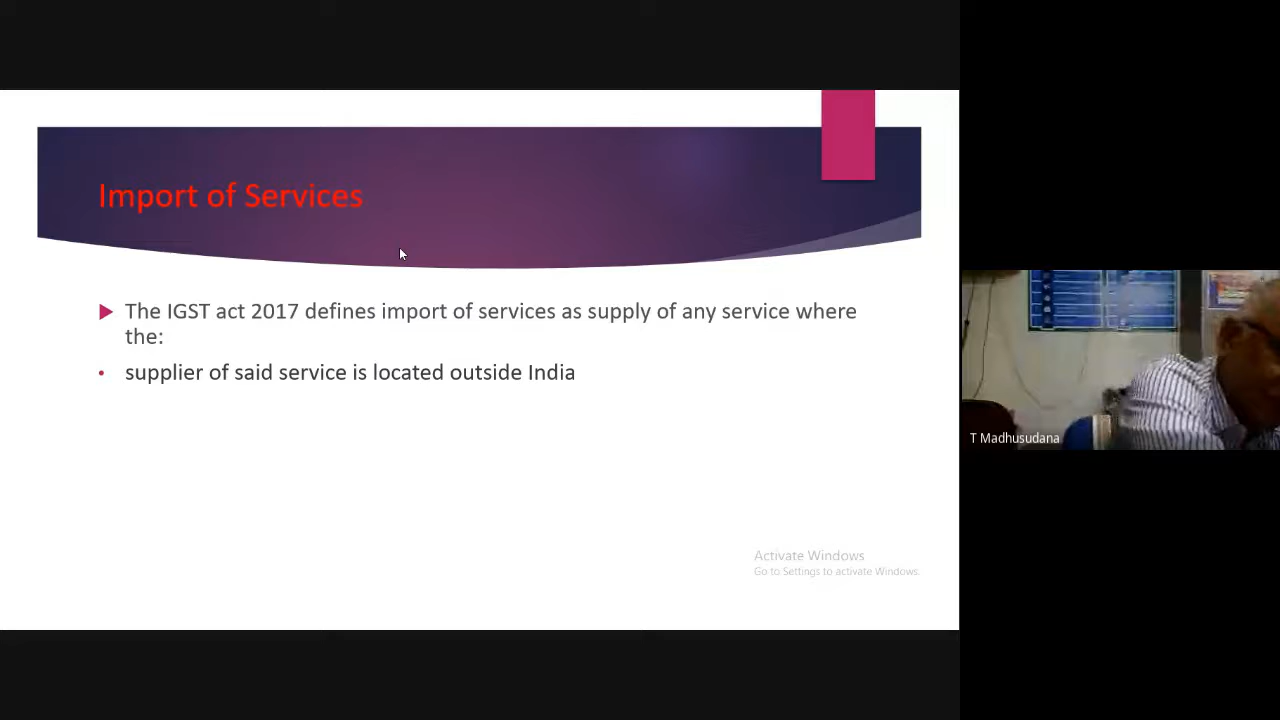 Import of Services
The IGST act 2017 defines import of services as supply of any service where
the:
supplier of said service is located outside India
Activate Windows
Go to Settings to activate Windows.
T Madhusudana